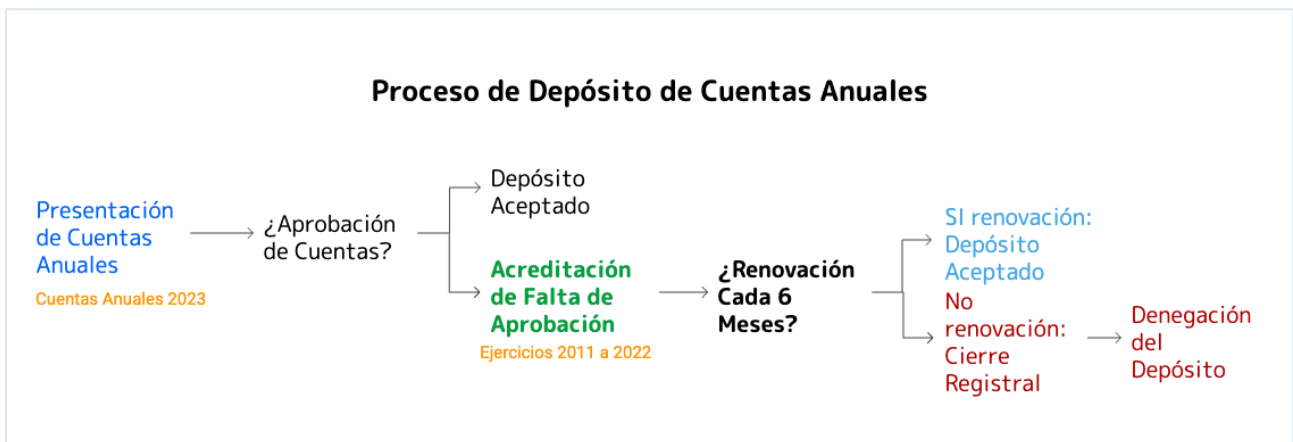 Proceso de Depósito de Cuentas Anuales
Presentación
de Cuentas
Anuales
Cuentas Anuales 2023
¿Aprobación
de Cuentas?
Depósito
Aceptado
Acreditación
de Falta de
Aprobación
Ejercicios 2011 a 2022
¿Renovación
Cada 6
Meses?
SI renovación:
Depósito
Aceptado
No
renovación:
Cierre
Registral
Denegación
del
Depósito